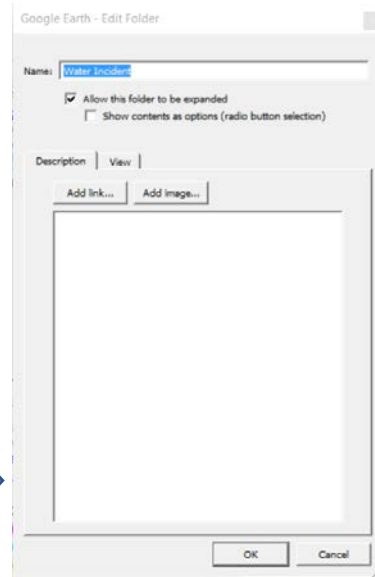 Google Earth - Edit Folder
Name: Water Incident
Allow this folder to be expanded
Show contents as options (radio button selection)
Description View
Add link... Add image...
OK Cancel